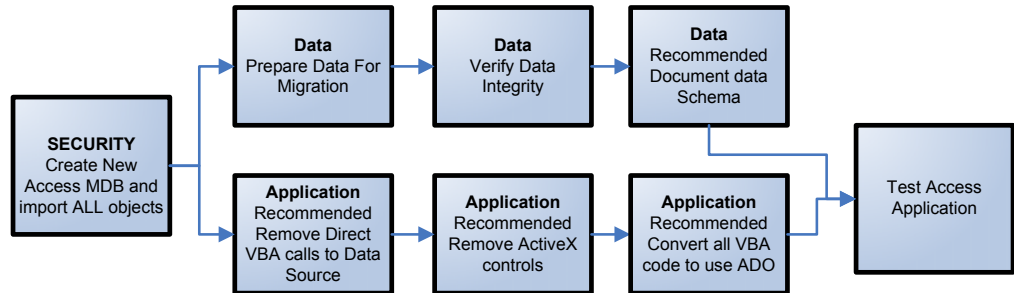 SECURITY
Create New
Access MDB and
import ALL objects
Data
Prepare Data For
Migration
Data
Verify Data
Integrity
Data
Recommended
Document data
Schema
Application
Recommended
Remove Direct
VBA calls to Data
Source
Application
Recommended
Remove ActiveX
controls
Application
Recommended
Convert all VBA
code to use ADO
Test Access
Application